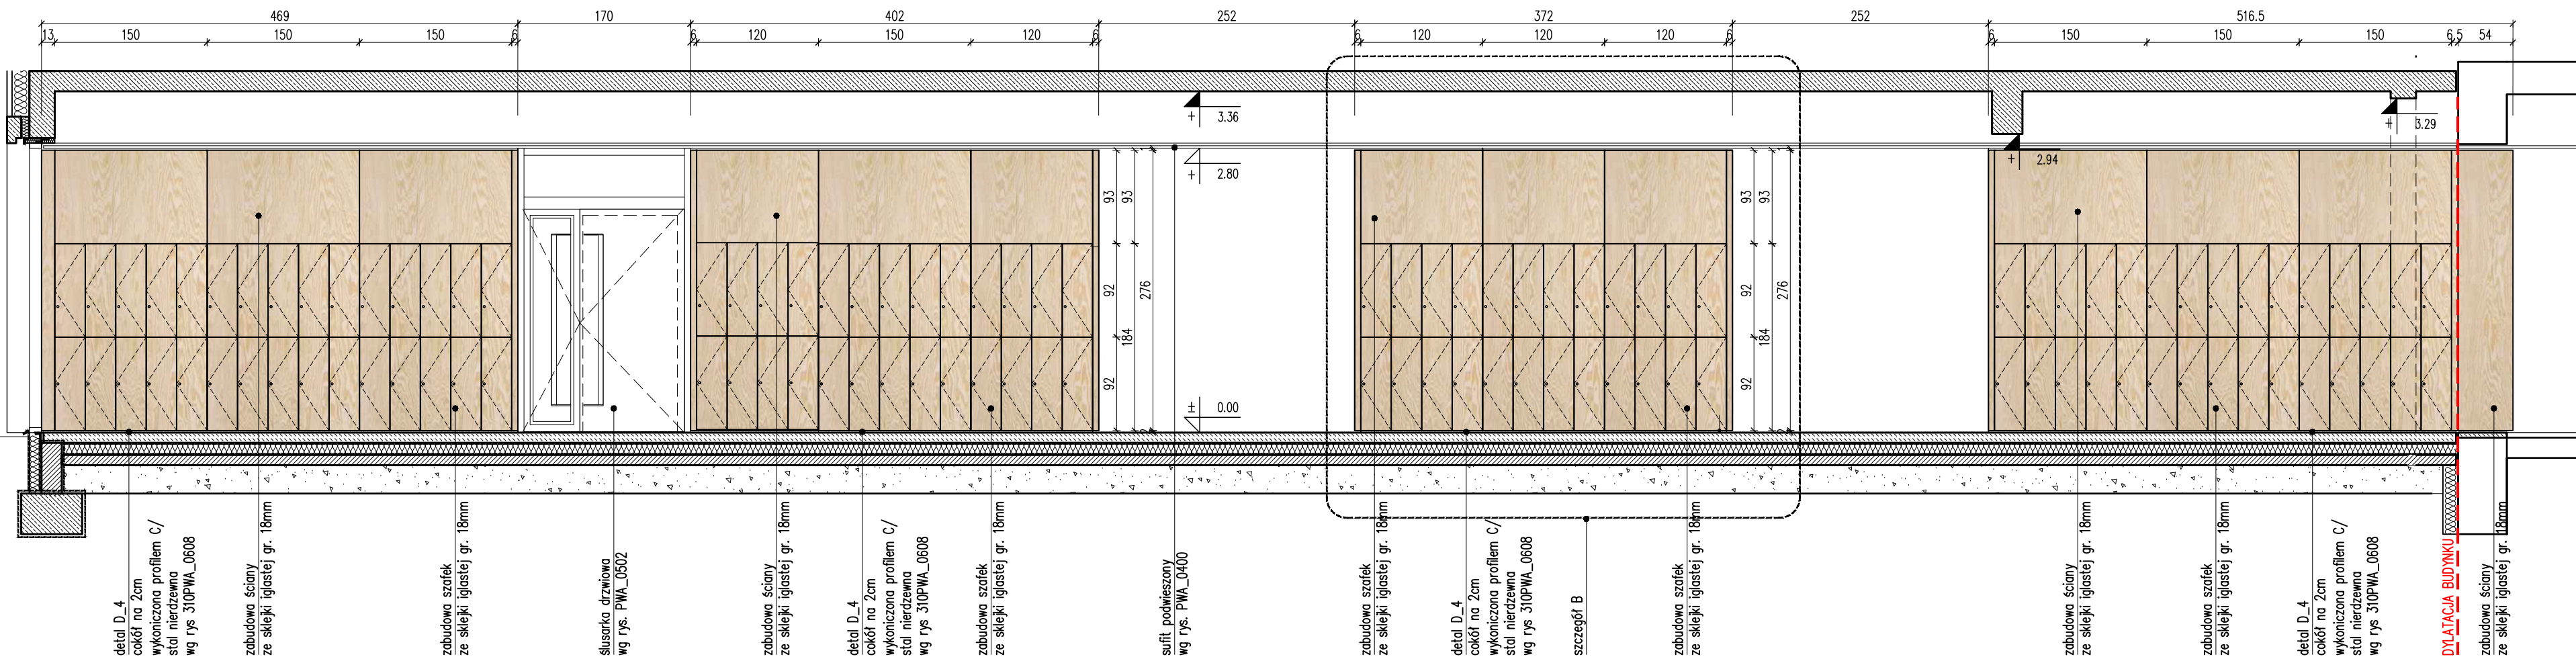 469
170
402
252
372
252
516.5
13
150
150
150
6
6
120
150
120
6
6
120
120
120
6
6
150
150
150
6,5
54
+ 3.36
+ 2.80
± 0.00
+ 2.94
+ 3.29
93
93
92
276
184
92
93
93
92
276
184
92
detal D_4
cokół na 2cm
wykoniczona profilem C/
stal nierdzewna
wg rys 310PWA_0608
zabudowa ściany
ze sklejki iglastej gr. 18mm
zabudowa szafek
ze sklejki iglastej gr. 18mm
ślusarka drzwiowa
wg rys. PWA_0502
zabudowa ściany
ze sklejki iglastej gr. 18mm
detal D_4
cokół na 2cm
wykoniczona profilem C/
stal nierdzewna
wg rys 310PWA_0608
zabudowa szafek
ze sklejki iglastej gr. 18mm
sufit podwieszony
wg rys. PWA_0400
zabudowa szafek
ze sklejki iglastej gr. 18mm
detal D_4
cokół na 2cm
wykoniczona profilem C/
stal nierdzewna
wg rys 310PWA_0608
szczegół B
zabudowa szafek
ze sklejki iglastej gr. 18mm
zabudowa ściany
ze sklejki iglastej gr. 18mm
zabudowa szafek
ze sklejki iglastej gr. 18mm
detal D_4
cokół na 2cm
wykoniczona profilem C/
stal nierdzewna
wg rys 310PWA_0608
DYLATACJA BUDYNKU
zabudowa ściany
ze sklejki iglastej gr. 18mm